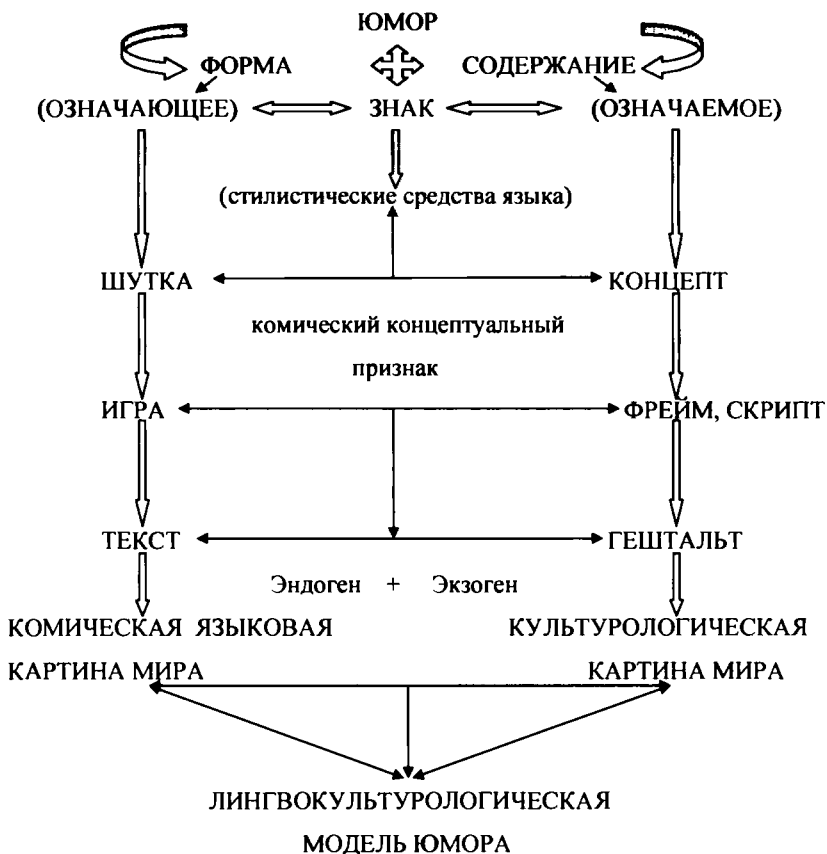 ЮМОР
ФОРМА СОДЕРЖАНИЕ
(ОЗНАЧАЮЩЕЕ) ЗНАК (ОЗНАЧАЕМОЕ)
(стилистические средства языка)
ШУТКА КОНЦЕПТ
комический концептуальный
признак
ИГРА ФРЕЙМ, СКРИПТ
ТЕКСТ ГЕШТАЛЬТ
Эндоген + Экзоген
КОМИЧЕСКАЯ ЯЗЫКОВАЯ КУЛЬТУРОЛОГИЧЕСКАЯ
КАРТИНА МИРА КАРТИНА МИРА
ЛИНГВОКУЛЬТУРОЛОГИЧЕСКАЯ
МОДЕЛЬ ЮМОРА